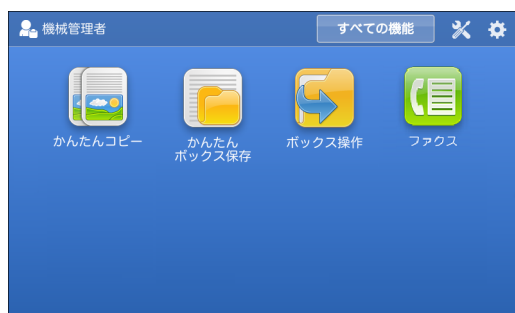 機械管理者
すべての機能
かんたんコピー
かんたん
ボックス保存
ボックス操作
ファクス